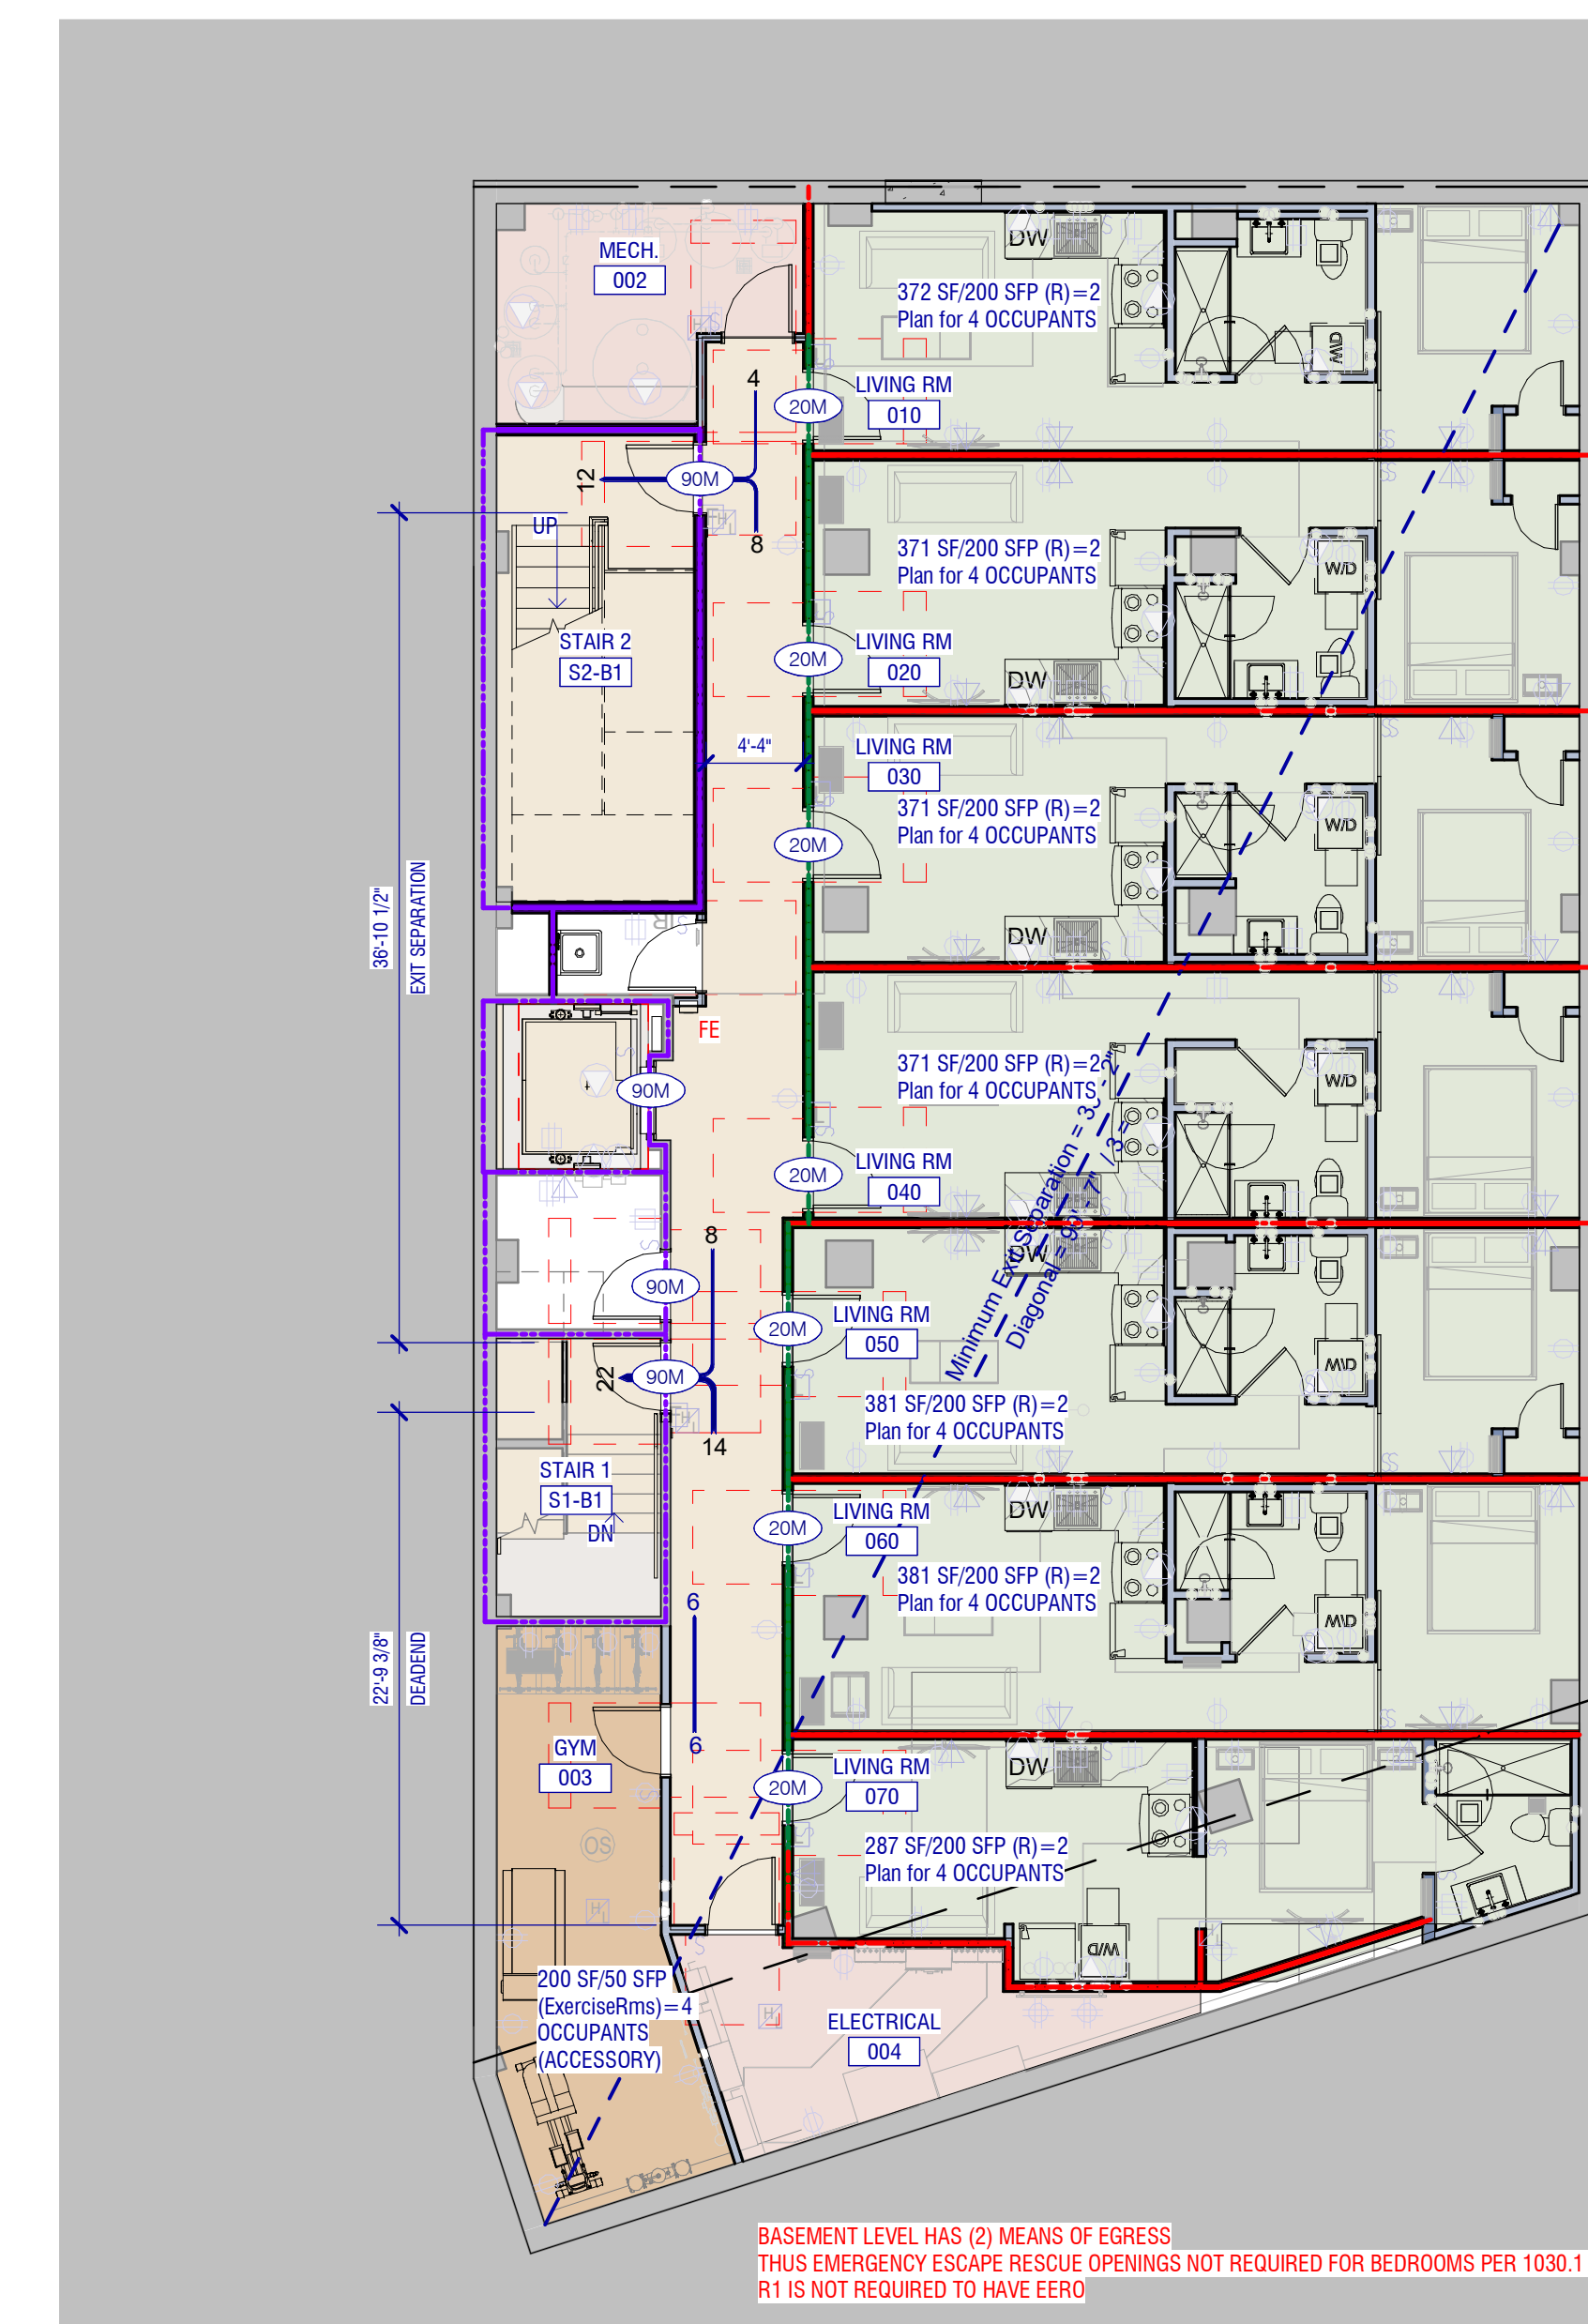 MECH.
002
DW
372 SF/200 SFP (R)=2
Plan for 4 OCCUPANTS
W/D
4
20M
LIVING RM
010
12
90M
8
UP
371 SF/200 SFP (R)=2
Plan for 4 OCCUPANTS
W/D
STAIR 2
S2-B1
20M
LIVING RM
020
DW
4'-4"
LIVING RM
030
371 SF/200 SFP (R)=2
Plan for 4 OCCUPANTS
W/D
20M
36'-10 1/2"
EXIT SEPARATION
DW
FE
90M
371 SF/200 SFP (R)=2
Plan for 4 OCCUPANTS
W/D
20M
LIVING RM
040
Minimum Exit Separation =
Diagonal =
8
DW
90M
20M
LIVING RM
050
22
90M
W/D
381 SF/200 SFP (R)=2
Plan for 4 OCCUPANTS
14
STAIR 1
S1-B1
DN
20M
LIVING RM
060
DW
381 SF/200 SFP (R)=2
Plan for 4 OCCUPANTS
W/D
6
22'-9 3/8"
DEADEND
6
GYM
003
20M
LIVING RM
070
DW
OS
287 SF/200 SFP (R)=2
Plan for 4 OCCUPANTS
W/D
200 SF/50 SFP
(ExerciseRms)=4
OCCUPANTS
(ACCESSORY)
ELECTRICAL
004
BASEMENT LEVEL HAS (2) MEANS OF EGRESS
THUS EMERGENCY ESCAPE RESCUE OPENINGS NOT REQUIRED FOR BEDROOMS PER 1030.1
R1 IS NOT REQUIRED TO HAVE EERO